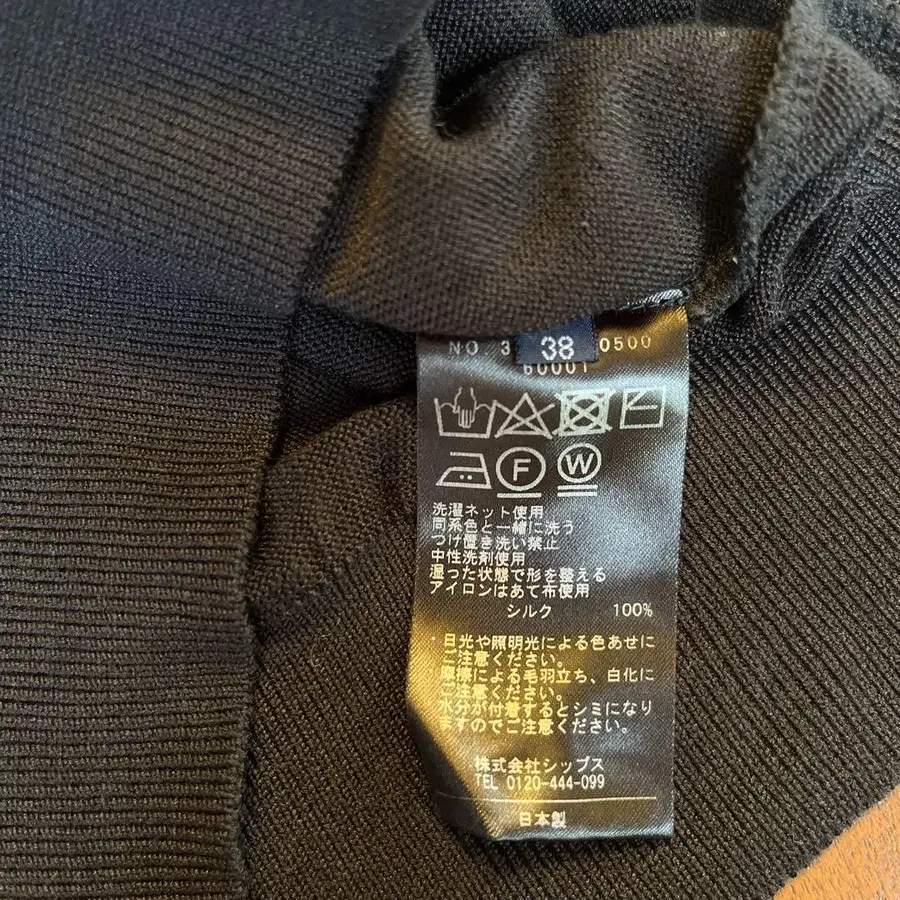 NO 3 38 0500
60001
F W
洗濯ネット使用
同系色と一緒に洗う
つけ置き洗い禁止
中性洗剤使用
湿った状態で形を整える
アイロンはあて布使用
シルク 100%
・日光や照明光による色あせに
ご注意ください。
摩擦による毛羽立ち、白化に
ご注意ください。
水分が付着するとシミになり
ますのでご注意ください。
株式会社シップス
TEL 0120-444-099
日本製